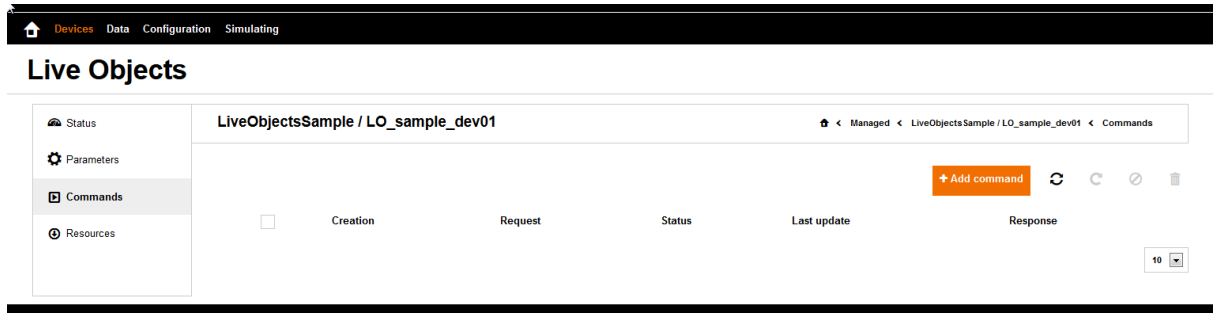 Devices Data Configuration Simulating
Live Objects
Status
Parameters
Commands
Resources
LiveObjectsSample / LO_sample_dev01
< Managed < LiveObjectsSample / LO_sample_dev01 < Commands
+ Add command
Creation Request Status Last update Response
10